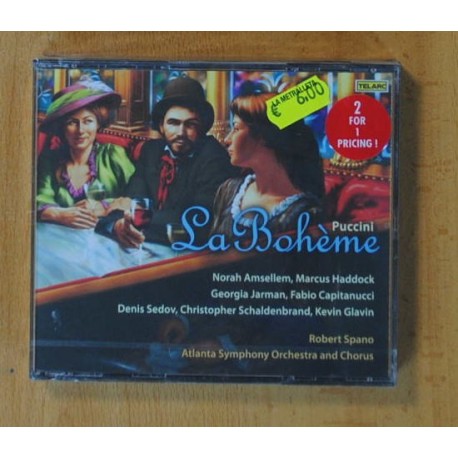 TELARC
LA METRALLETA
€ 6,00
2
FOR
1
PRICING !
Puccini
La Bohème
Norah Amsellem, Marcus Haddock
Georgia Jarman, Fabio Capitanucci
Denis Sedov, Christopher Schaldenbrand, Kevin Glavin
Robert Spano
Atlanta Symphony Orchestra and Chorus